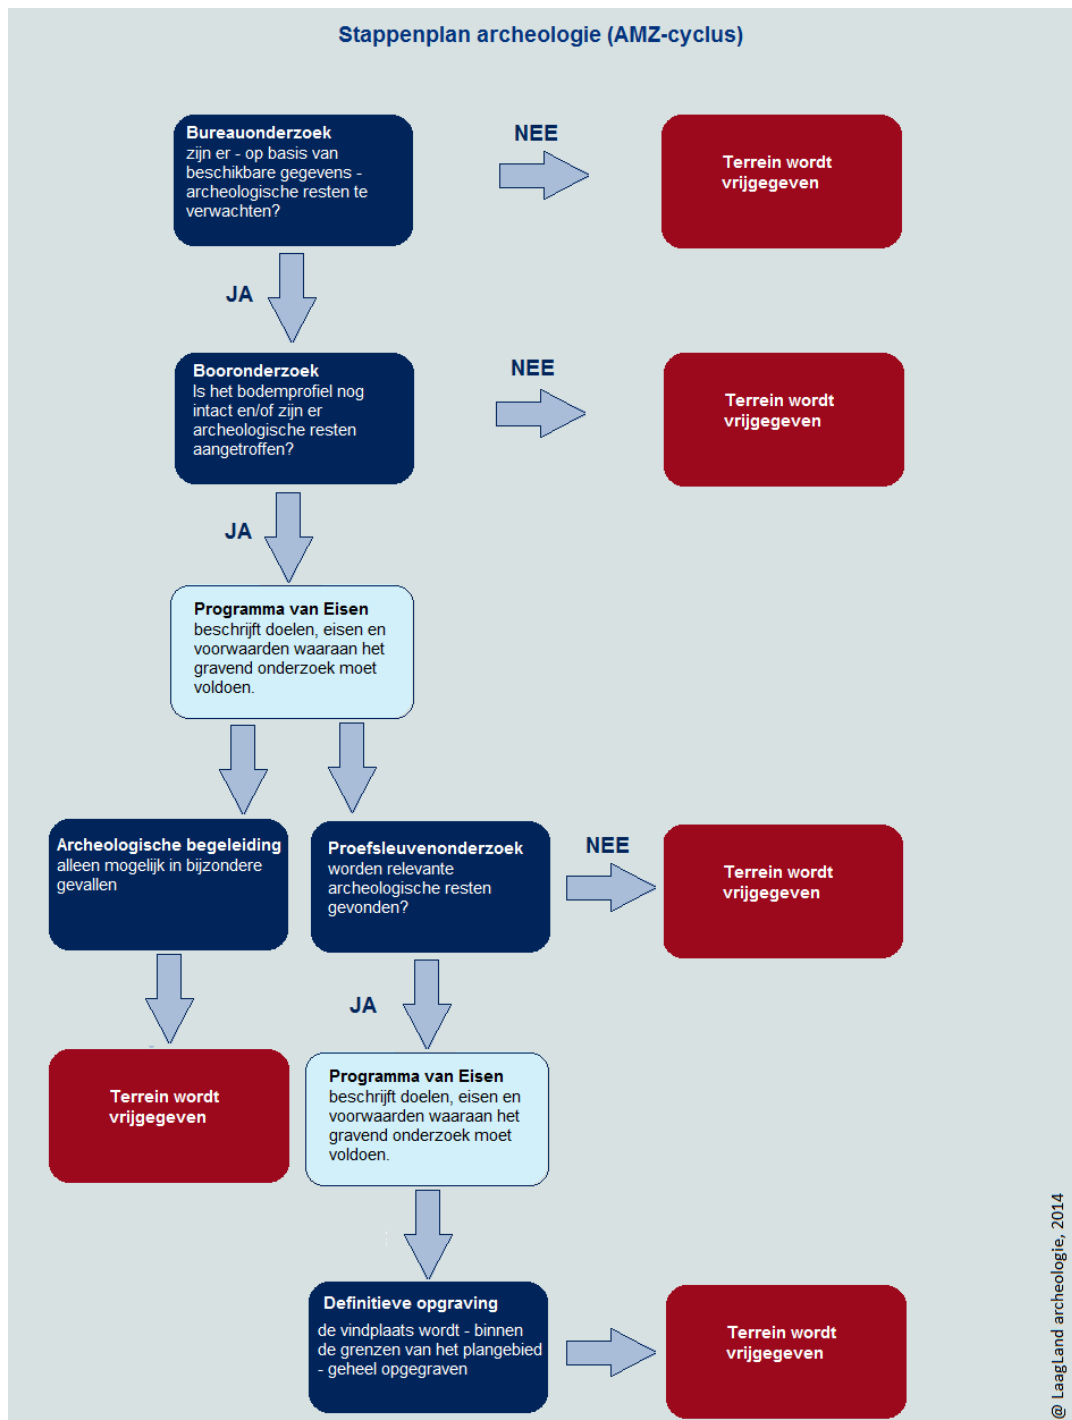 Stappenplan archeologie (AMZ-cyclus)
Bureauonderzoek
zijn er - op basis van
beschikbare gegevens -
archeologische resten te
verwachten?
NEE
Terrein wordt
vrijgegeven
JA
Booronderzoek
Is het bodemprofiel nog
intact en/of zijn er
archeologische resten
aangetroffen?
NEE
Terrein wordt
vrijgegeven
JA
Programma van Eisen
beschrijft doelen, eisen en
voorwaarden waaraan het
gravend onderzoek moet
voldoen.
Archeologische begeleiding
alleen mogelijk in bijzondere
gevallen
Proefsleuvenonderzoek
worden relevante
archeologische resten
gevonden?
NEE
Terrein wordt
vrijgegeven
JA
Terrein wordt
vrijgegeven
Programma van Eisen
beschrijft doelen, eisen en
voorwaarden waaraan het
gravend onderzoek moet
voldoen.
Definitieve opgraving
de vindplaats wordt - binnen
de grenzen van het plangebied
- geheel opgegraven
Terrein wordt
vrijgegeven
@ LaagLand archeologie, 2014